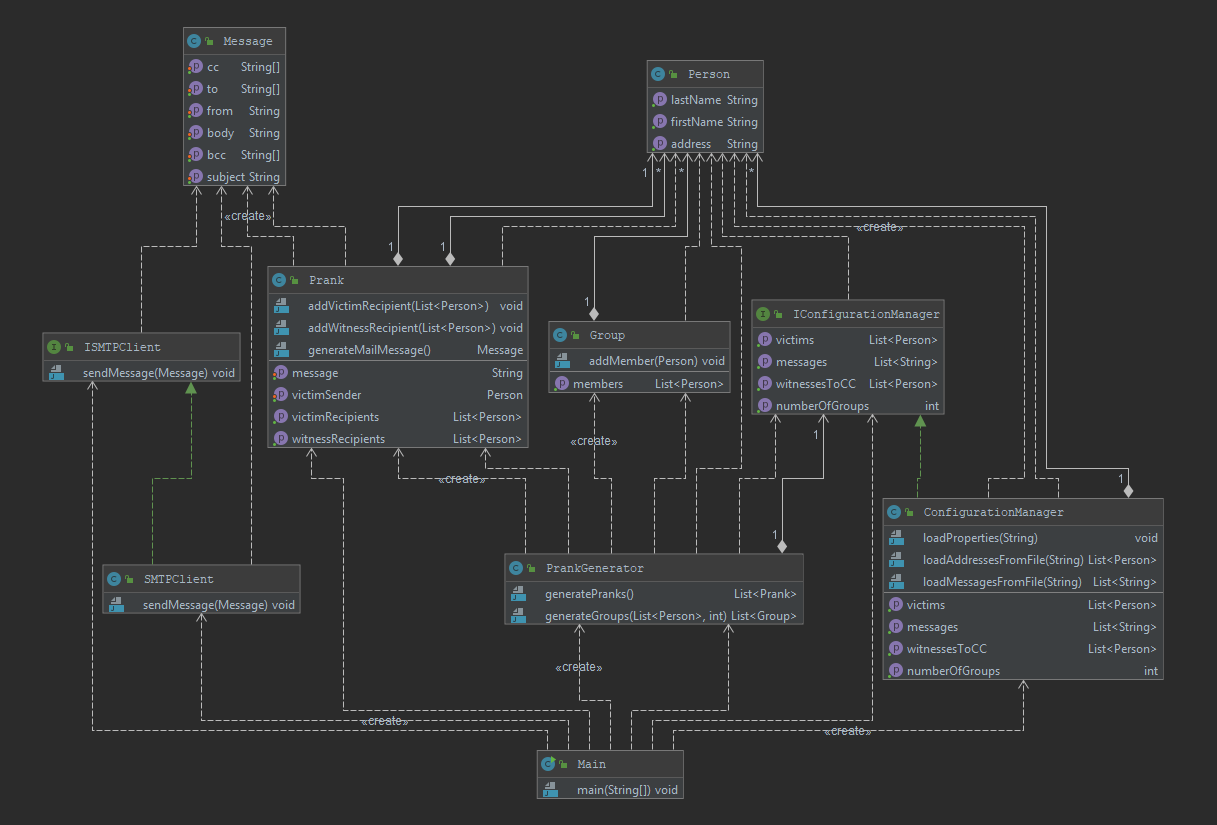 Message
cc String[]
to String[]
from String
body String
bcc String[]
subject String
Person
lastName String
firstName String
address String
1 * *
*
«create»
«create»
1
1
1
Prank
addVictimRecipient(List<Person>) void
addWitnessRecipient(List<Person>) void
generateMailMessage() Message
message String
victimSender Person
victimRecipients List<Person>
witnessRecipients List<Person>
Group
addMember(Person) void
members List<Person>
IConfigurationManager
victims List<Person>
messages List<String>
witnessesToCC List<Person>
numberOfGroups int
ISMTPClient
sendMessage(Message) void
«create»
1
«create»
1
ConfigurationManager
loadProperties(String) void
loadAddressesFromFile(String) List<Person>
loadMessagesFromFile(String) List<String>
victims List<Person>
messages List<String>
witnessesToCC List<Person>
numberOfGroups int
1
PrankGenerator
generatePranks() List<Prank>
generateGroups(List<Person>, int) List<Group>
SMTPClient
sendMessage(Message) void
«create»
«create»
«create»
Main
main(String[]) void